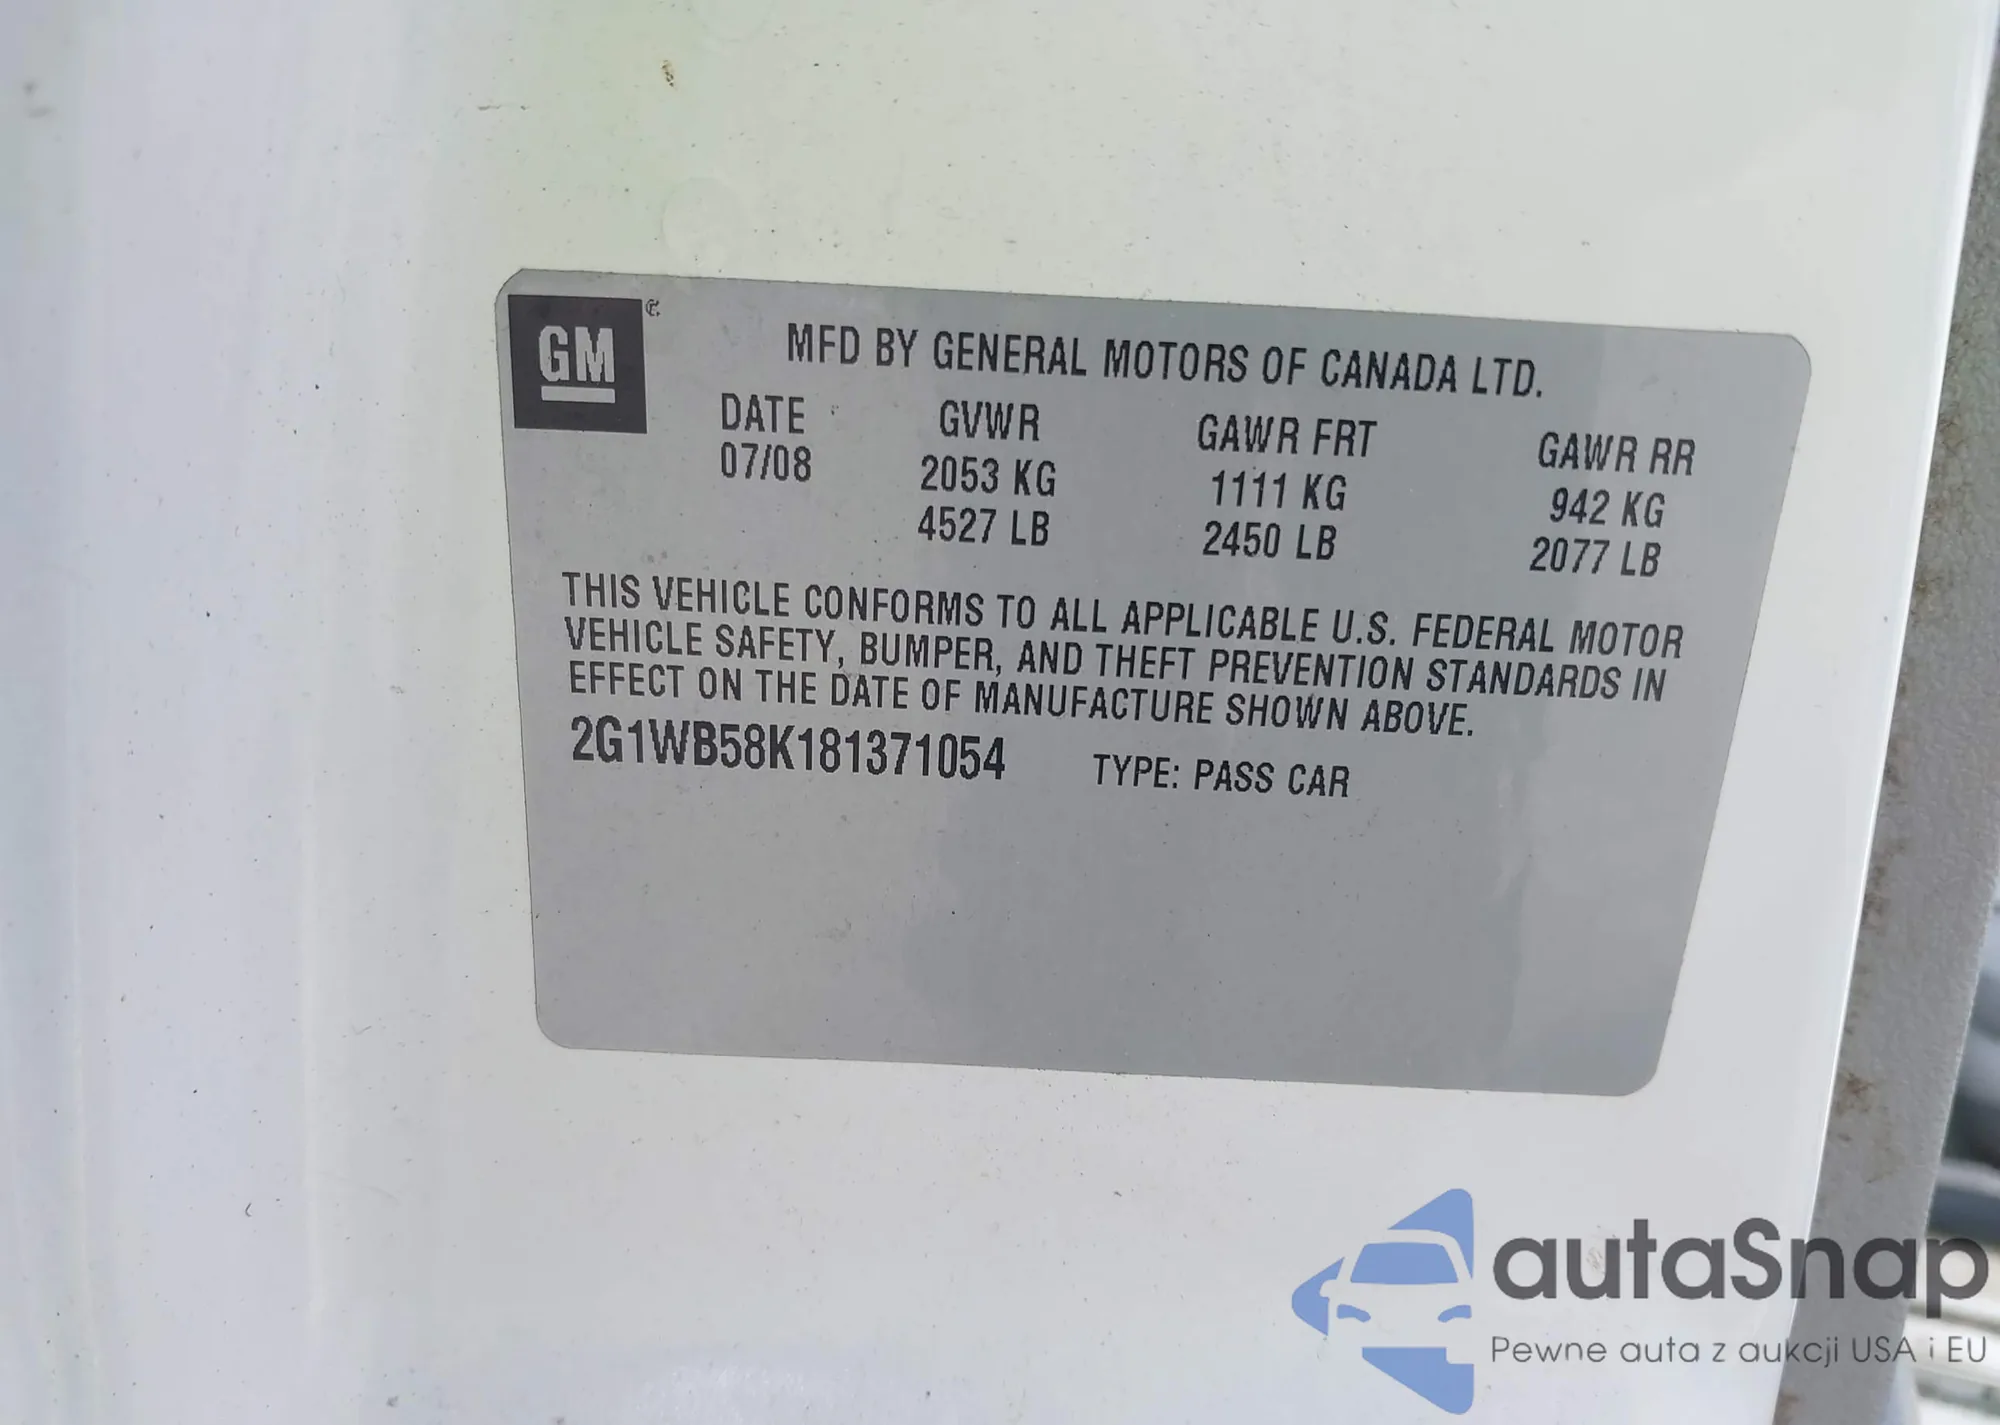 GM
MFD BY GENERAL MOTORS OF CANADA LTD.
DATE GVWR GAWR FRT GAWR RR
07/08 2053 KG 1111 KG 942 KG
4527 LB 2450 LB 2077 LB
THIS VEHICLE CONFORMS TO ALL APPLICABLE U.S. FEDERAL MOTOR
VEHICLE SAFETY, BUMPER, AND THEFT PREVENTION STANDARDS IN
EFFECT ON THE DATE OF MANUFACTURE SHOWN ABOVE.
2G1WB58K181371054 TYPE: PASS CAR
autaSnap
Pewne auta z aukcji USA i EU